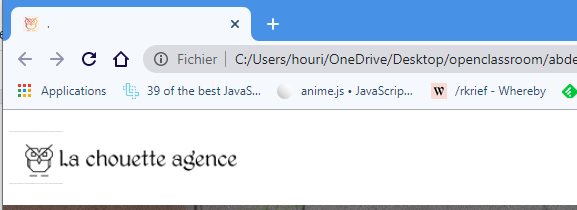 .
Fichier C:/Users/houri/OneDrive/Desktop/openclassroom/abde
Applications 39 of the best JavaS... anime.js • JavaScrip... W /rkrief - Whereby
La chouette agence